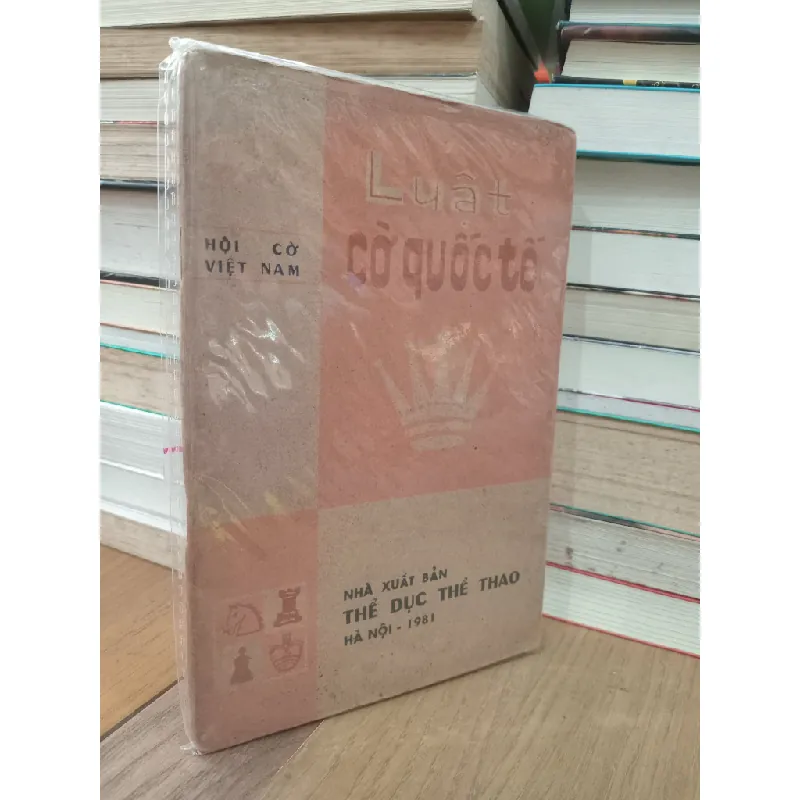 Luật
cờ quốc tế
HỘI CỜ
VIỆT NAM
NHÀ XUẤT BẢN
THỂ DỤC THỂ THAO
HÀ NỘI - 1981